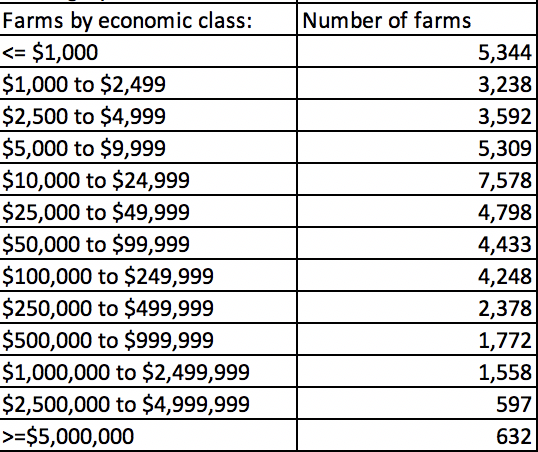 Farms by economic class: Number of farms
<= $1,000 5,344
$1,000 to $2,499 3,238
$2,500 to $4,999 3,592
$5,000 to $9,999 5,309
$10,000 to $24,999 7,578
$25,000 to $49,999 4,798
$50,000 to $99,999 4,433
$100,000 to $249,999 4,248
$250,000 to $499,999 2,378
$500,000 to $999,999 1,772
$1,000,000 to $2,499,999 1,558
$2,500,000 to $4,999,999 597
>=$5,000,000 632